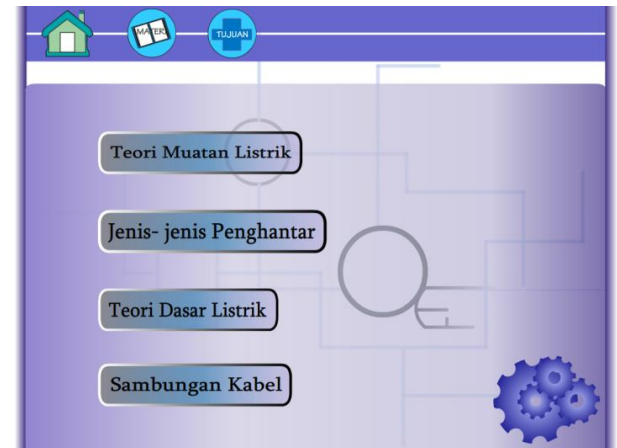 MATERI
TUJUAN
Teori Muatan Listrik
Jenis- jenis Penghantar
Teori Dasar Listrik
Sambungan Kabel